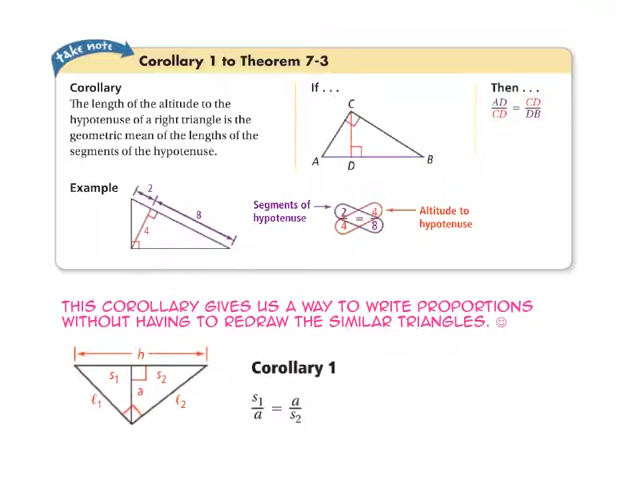 take note
Corollary 1 to Theorem 7-3
Corollary
The length of the altitude to the
hypotenuse of a right triangle is the
geometric mean of the lengths of the
segments of the hypotenuse.
If . . .
C
A
D
B
Then . . .
AD/CD = CD/DB
Example
2
8
4
Segments of
hypotenuse
2/4 = 4/8
Altitude to
hypotenuse
THIS COROLLARY GIVES US A WAY TO WRITE PROPORTIONS
WITHOUT HAVING TO REDRAW THE SIMILAR TRIANGLES. ☺
h
s₁ s₂
a
ℓ₁ ℓ₂
Corollary 1
s₁/a = a/s₂